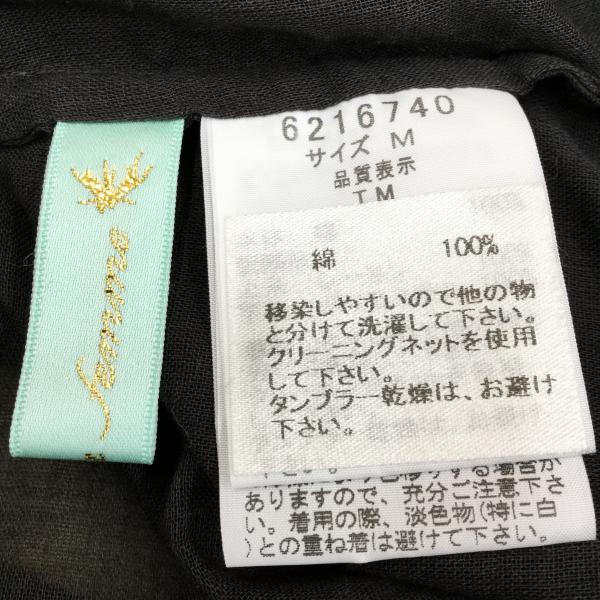 6216740
サイズ M
品質表示
TM
綿 100%
移染しやすいので他の物
と分けて洗濯して下さい。
クリーニングネットを使用
して下さい。
タンブラー乾燥は、お避け
下さい。
ありますので、充分ご注意下さ
い。着用の際、淡色物(特に白
)との重ね着は避けて下さい。